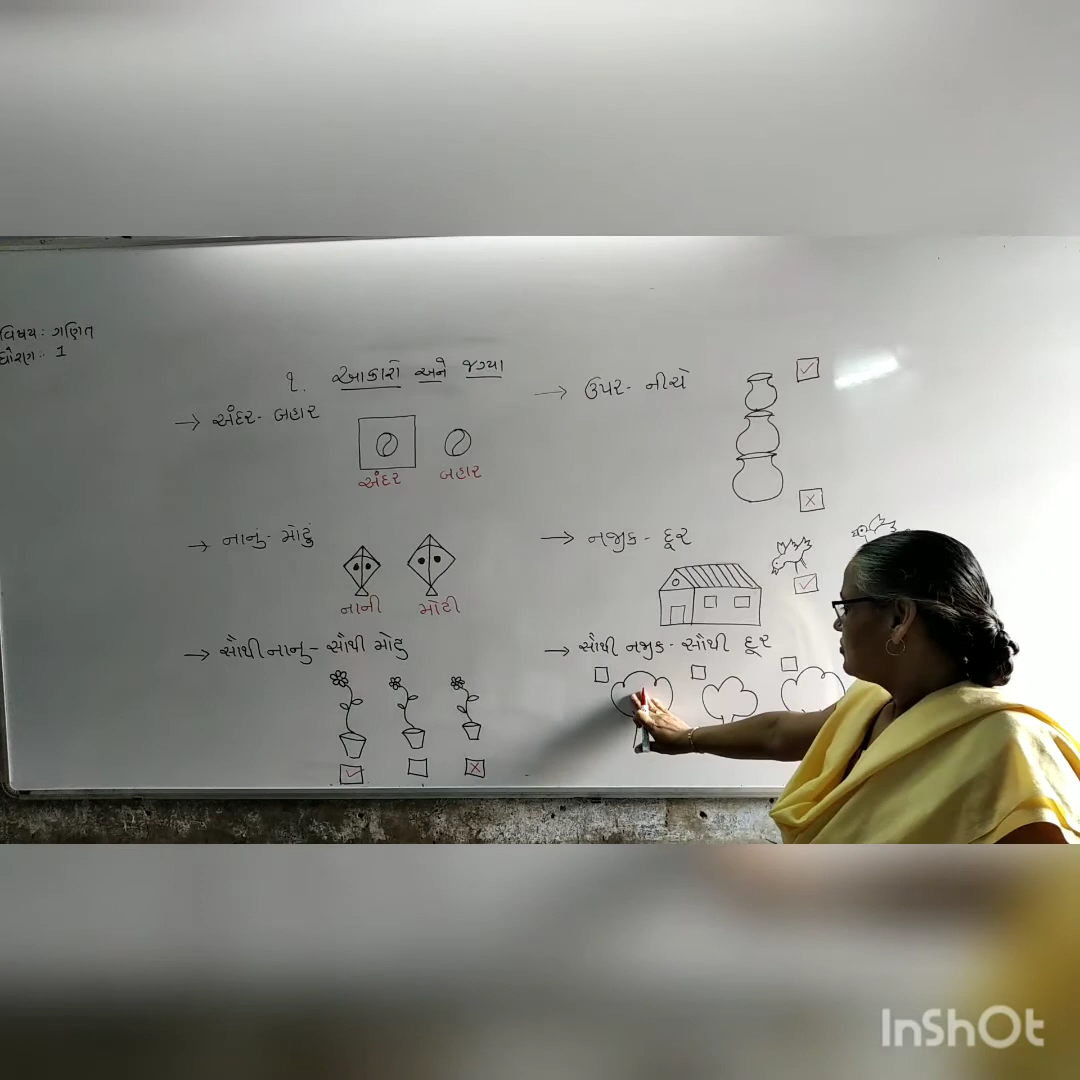 વિષય: ગણિત
ધોરણ: 1
૧. આકારો અને જગ્યા
→ અંદર - બહાર
અંદર બહાર
→ નાનું - મોટું
નાની મોટી
→ સૌથી નાનુ - સૌથી મોટુ
→ ઉપર - નીચે
→ નજીક - દૂર
→ સૌથી નજીક - સૌથી દૂર
InShOt